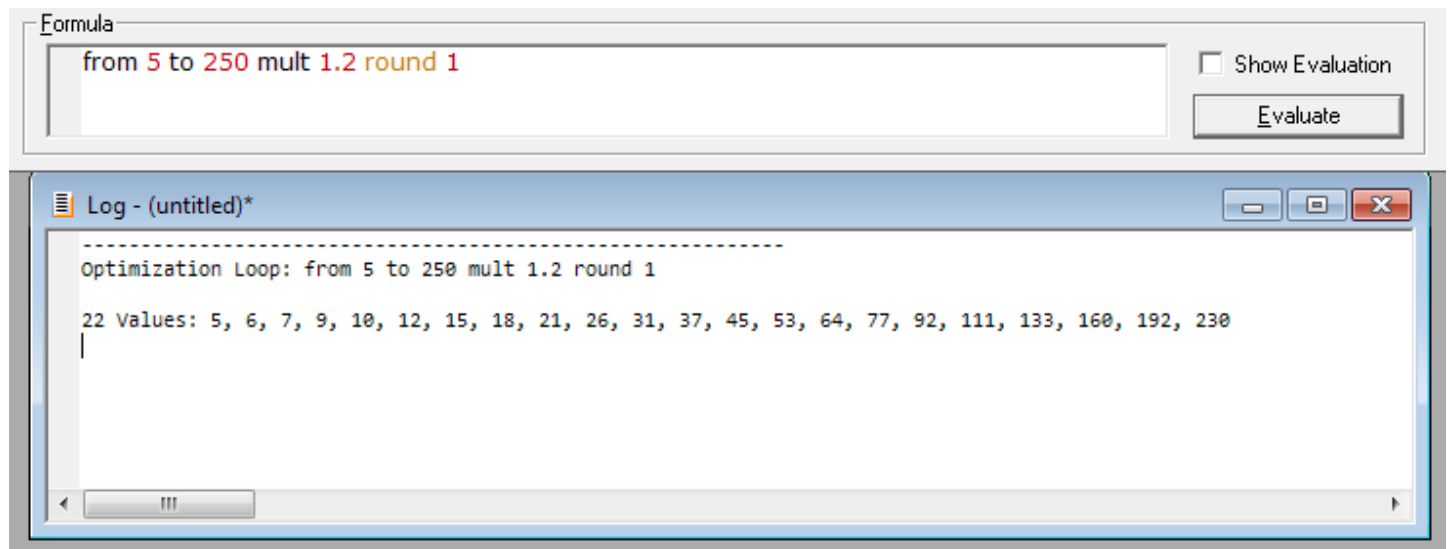 Formula
from 5 to 250 mult 1.2 round 1
Show Evaluation
Evaluate
Log - (untitled)*
------------------------------------------------------------
Optimization Loop: from 5 to 250 mult 1.2 round 1
22 Values: 5, 6, 7, 9, 10, 12, 15, 18, 21, 26, 31, 37, 45, 53, 64, 77, 92, 111, 133, 160, 192, 230